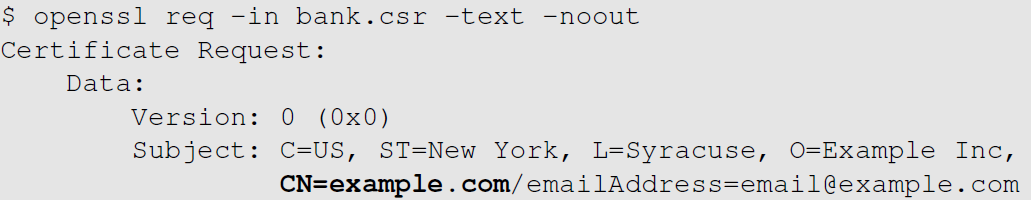 $ openssl req -in bank.csr -text -noout
Certificate Request:
    Data:
        Version: 0 (0x0)
        Subject: C=US, ST=New York, L=Syracuse, O=Example Inc,
                 CN=example.com/emailAddress=email@example.com